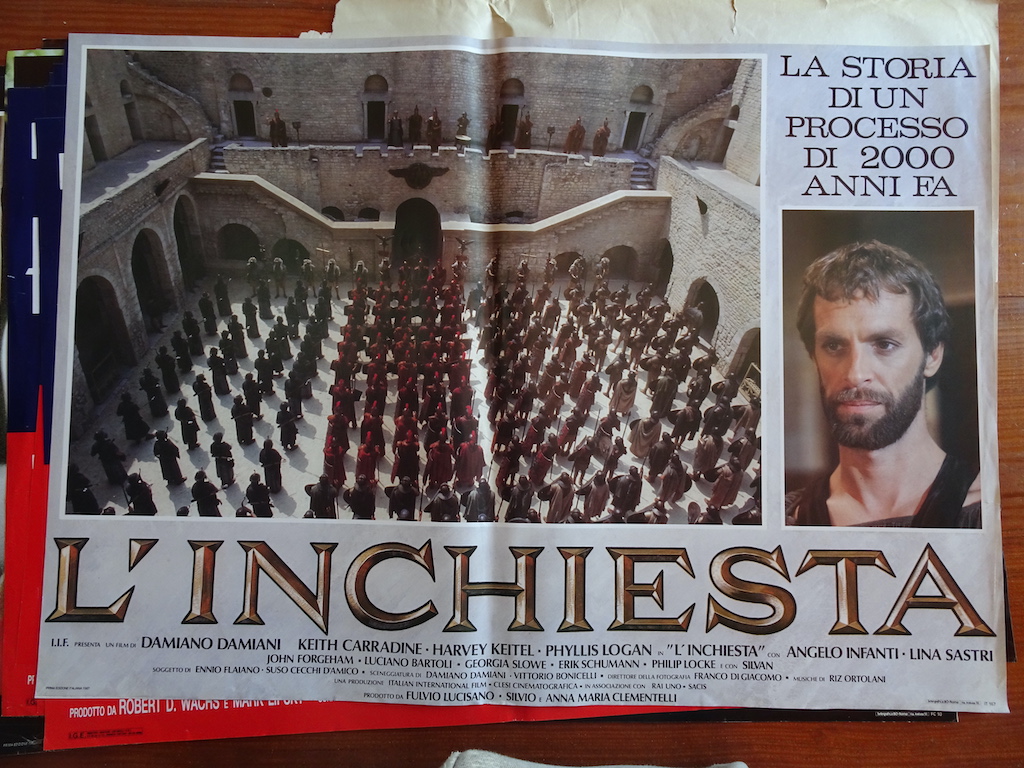 LA STORIA
DI UN
PROCESSO
DI 2000
ANNI FA
L'INCHIESTA
I.I.F. PRESENTA UN FILM DI DAMIANO DAMIANI KEITH CARRADINE · HARVEY KEITEL · PHYLLIS LOGAN IN "L'INCHIESTA" CON ANGELO INFANTI · LINA SASTRI
JOHN FORGEHAM · LUCIANO BARTOLI · GEORGIA SLOWE · ERIK SCHUMANN · PHILIP LOCKE E CON SILVAN
SOGGETTO DI ENNIO FLAIANO · SUSO CECCHI D'AMICO · SCENEGGIATURA DI DAMIANO DAMIANI · VITTORIO BONICELLI · DIRETTORE DELLA FOTOGRAFIA FRANCO DI GIACOMO · MUSICHE DI RIZ ORTOLANI
UNA PRODUZIONE ITALIAN INTERNATIONAL FILM · CLESI CINEMATOGRAFICA · IN ASSOCIAZIONE CON RAI UNO · SACIS
PRODOTTO DA FULVIO LUCISANO · SILVIO E ANNA MARIA CLEMENTELLI
PRODOTTO DA ROBERT D. WACHS E MARK